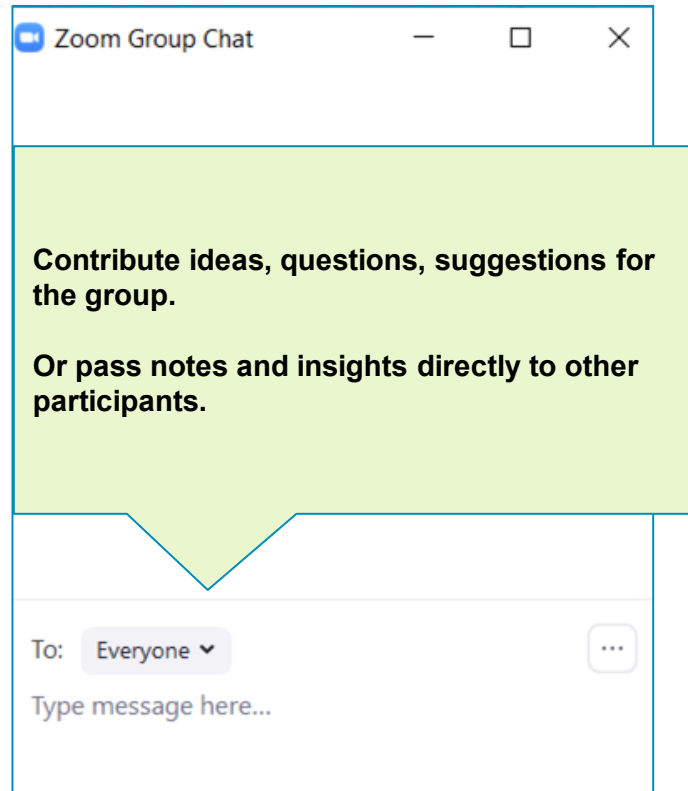 Zoom Group Chat
Contribute ideas, questions, suggestions for
the group.
Or pass notes and insights directly to other
participants.
To: Everyone
Type message here...